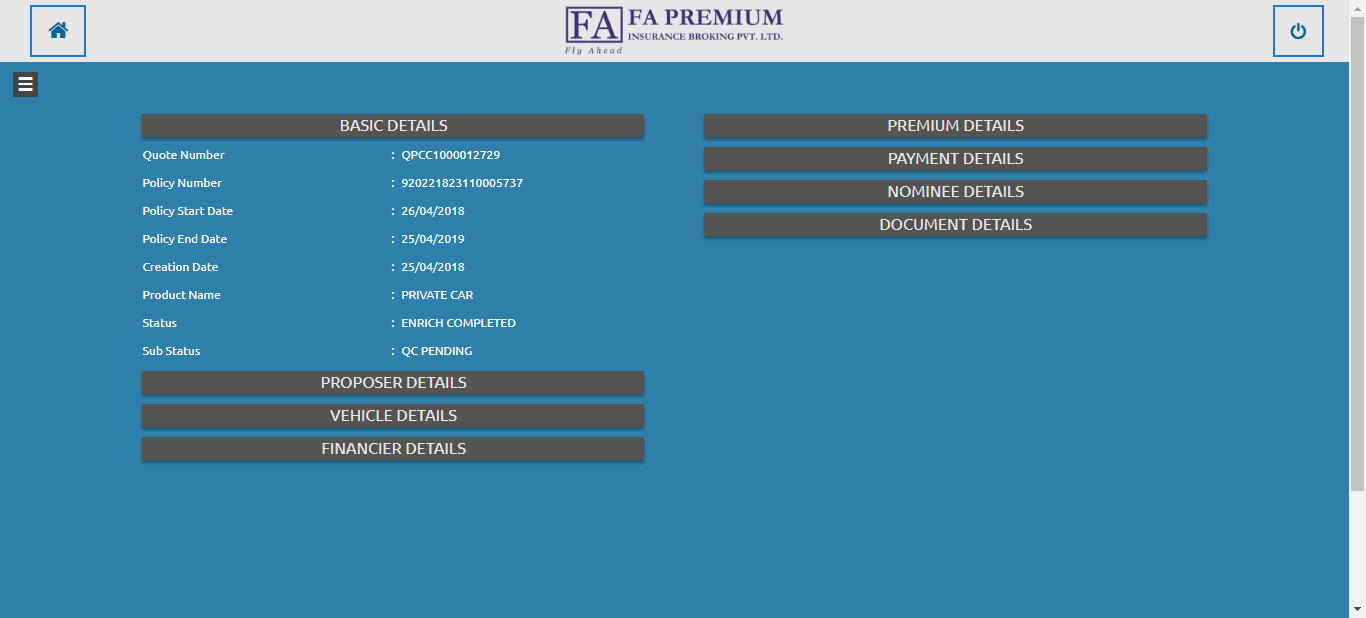 FA
FA PREMIUM
INSURANCE BROKING PVT. LTD.
Fly Ahead
BASIC DETAILS
Quote Number : QPCC1000012729
Policy Number : 920221823110005737
Policy Start Date : 26/04/2018
Policy End Date : 25/04/2019
Creation Date : 25/04/2018
Product Name : PRIVATE CAR
Status : ENRICH COMPLETED
Sub Status : QC PENDING
PROPOSER DETAILS
VEHICLE DETAILS
FINANCIER DETAILS
PREMIUM DETAILS
PAYMENT DETAILS
NOMINEE DETAILS
DOCUMENT DETAILS